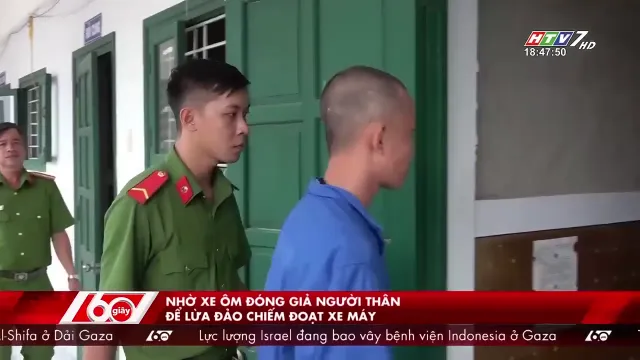 HTV7 HD
18:47:50
60 giây
NHỜ XE ÔM ĐÓNG GIẢ NGƯỜI THÂN
ĐỂ LỪA ĐẢO CHIẾM ĐOẠT XE MÁY
Al-Shifa ở Dải Gaza Lực lượng Israel đang bao vây bệnh viện Indonesia ở Gaza